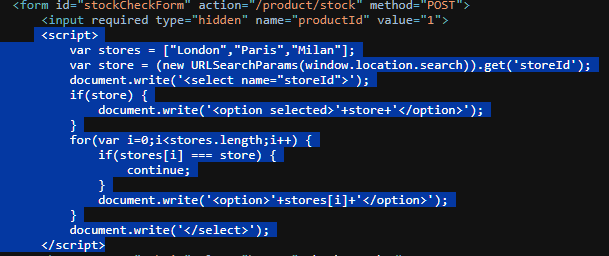 <form id="stockCheckForm" action="/product/stock" method="POST">
<input required type="hidden" name="productId" value="1">
<script>
var stores = ["London","Paris","Milan"];
var store = (new URLSearchParams(window.location.search)).get('storeId');
document.write('<select name="storeId">');
if(store) {
document.write('<option selected>'+store+'</option>');
}
for(var i=0;i<stores.length;i++) {
if(stores[i] === store) {
continue;
}
document.write('<option>'+stores[i]+'</option>');
}
document.write('</select>');
</script>